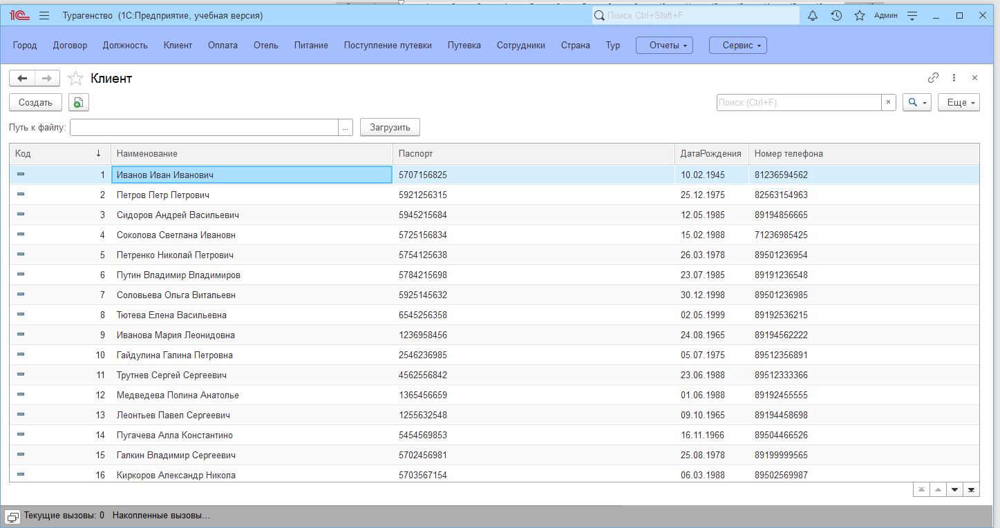 1С Турагенство (1С:Предприятие, учебная версия) Поиск Ctrl+Shift+F Админ
Город Договор Должность Клиент Оплата Отель Питание Поступление путевки Путевка Сотрудники Страна Тур Отчеты Сервис
Клиент
Создать Поиск (Ctrl+F) × Еще
Путь к файлу: ... Загрузить
Код ↓ Наименование Паспорт ДатаРождения Номер телефона
1 Иванов Иван Иванович 5707156825 10.02.1945 81236594562
2 Петров Петр Петрович 5921256315 25.12.1975 82563154963
3 Сидоров Андрей Васильевич 5945215684 12.05.1985 89194856665
4 Соколова Светлана Ивановн 5725156834 15.02.1988 71236985425
5 Петренко Николай Петрович 5754125638 26.03.1978 89501236954
6 Путин Владимир Владимиров 5784215698 23.07.1985 89191236548
7 Соловьева Ольга Витальевн 5925145632 30.12.1998 89501236985
8 Тютева Елена Васильевна 6545256358 02.05.1999 89192536215
9 Иванова Мария Леонидовна 1236958456 24.08.1965 89194562222
10 Гайдулина Галина Петровна 2546236985 05.07.1975 89512356891
11 Трутнев Сергей Сергеевич 4562556842 23.06.1988 89512333366
12 Медведева Полина Анатолье 1365456659 01.06.1988 89192455555
13 Леонтьев Павел Сергеевич 1255632548 09.10.1965 89194458698
14 Пугачева Алла Константино 5454569853 16.11.1966 89504466526
15 Галкин Владимир Сергеевич 5702456981 25.08.1978 89199999565
16 Киркоров Александр Никола 5703567154 06.03.1988 89502569987
Текущие вызовы: 0 Накопленные вызовы...